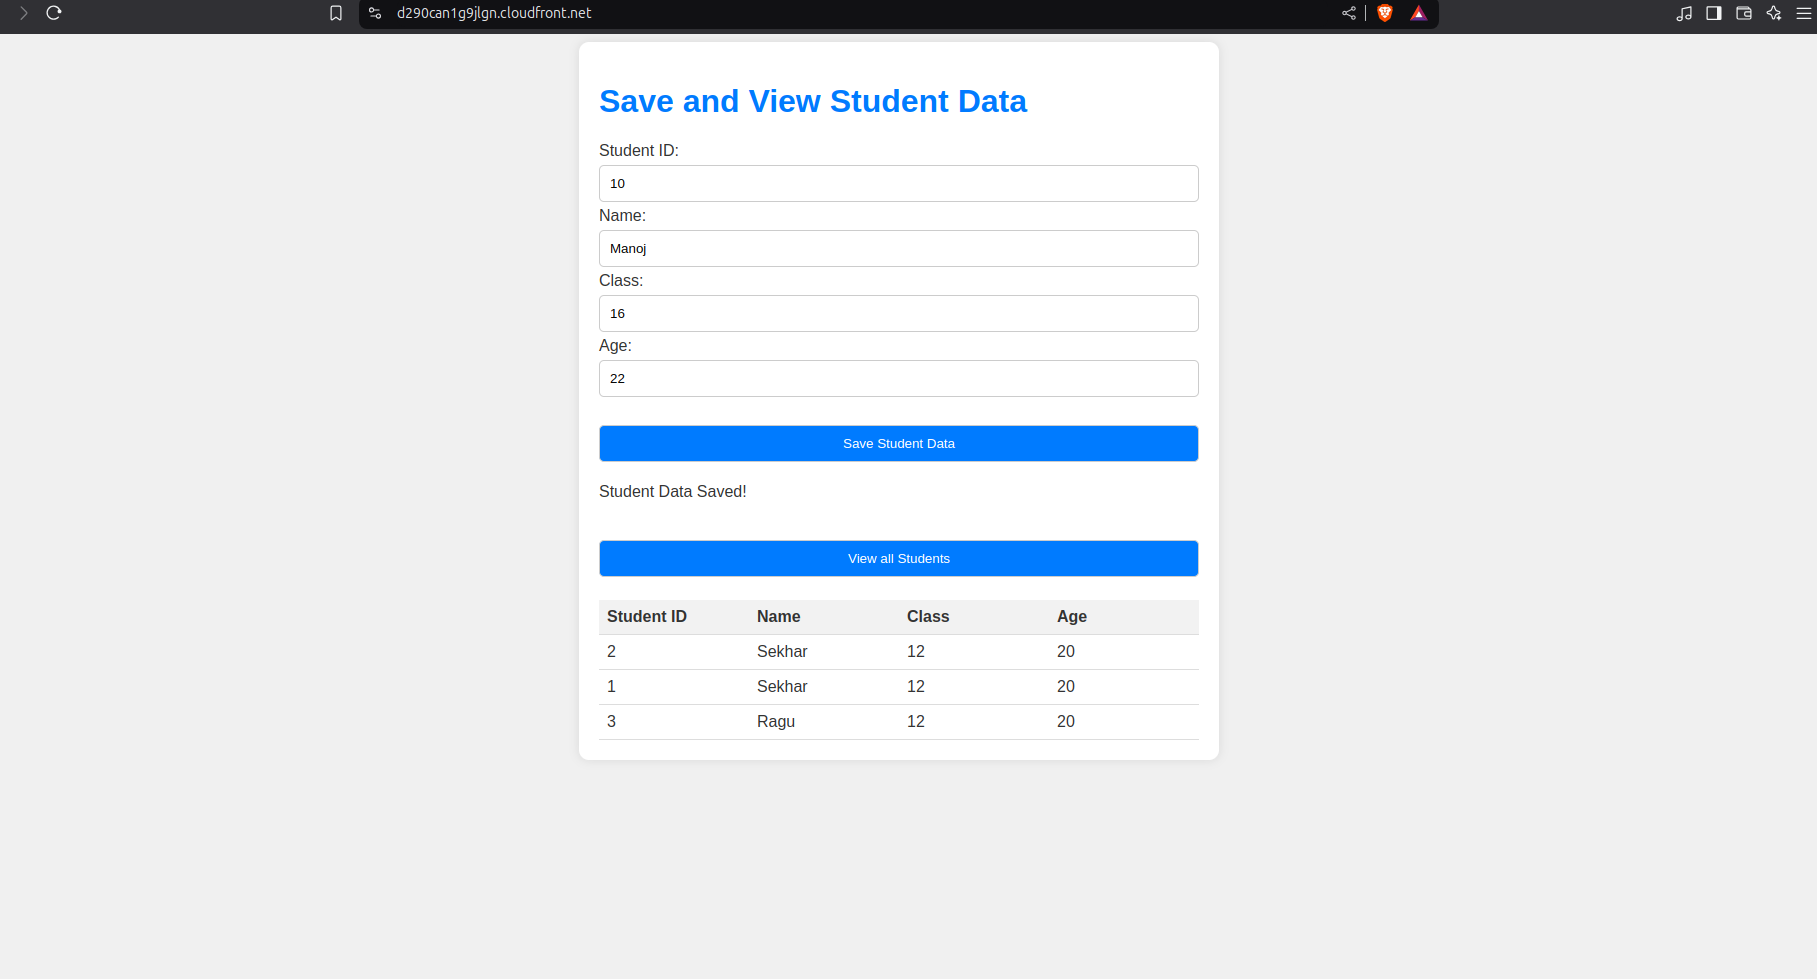 d290can1g9jlgn.cloudfront.net
Save and View Student Data
Student ID:
10
Name:
Manoj
Class:
16
Age:
22
Save Student Data
Student Data Saved!
View all Students
Student ID Name Class Age
2 Sekhar 12 20
1 Sekhar 12 20
3 Ragu 12 20